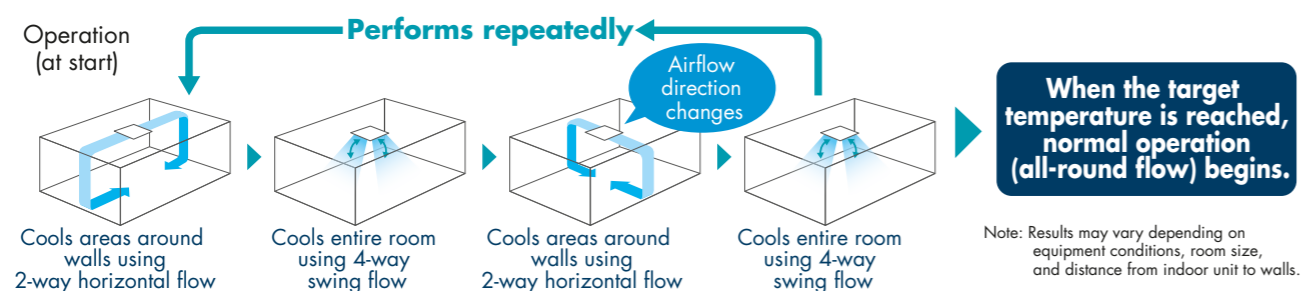 Operation
(at start)
Performs repeatedly
Airflow
direction
changes
Cools areas around
walls using
2-way horizontal flow
Cools entire room
using 4-way
swing flow
Cools areas around
walls using
2-way horizontal flow
Cools entire room
using 4-way
swing flow
When the target
temperature is reached,
normal operation
(all-round flow) begins.
Note: Results may vary depending on
equipment conditions, room size,
and distance from indoor unit to walls.